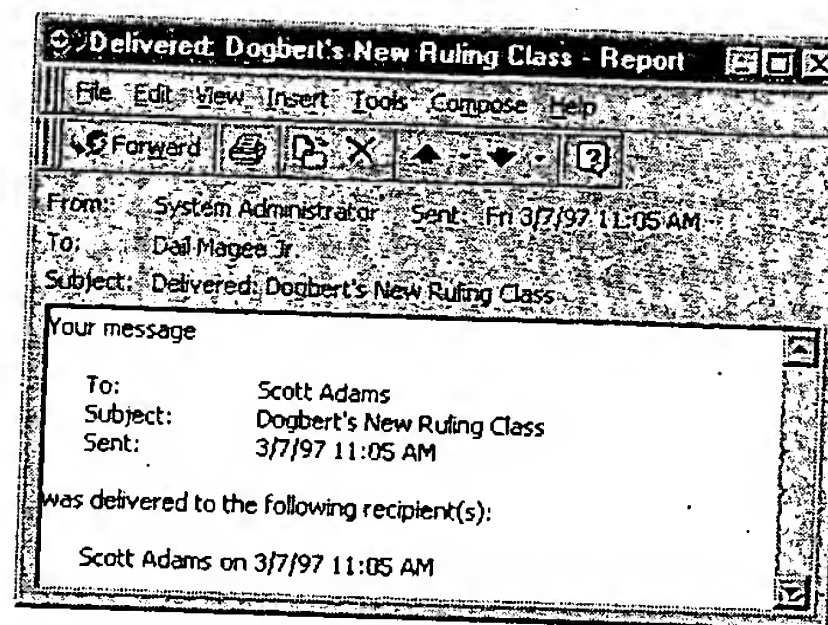 Delivered: Dogbert's New Ruling Class - Report
File Edit View Insert Tools Compose Help
Forward
From: System Administrator Sent: Fri 3/7/97 11:05 AM
To: Dail Magee Jr.
Subject: Delivered: Dogbert's New Ruling Class
Your message
To: Scott Adams
Subject: Dogbert's New Ruling Class
Sent: 3/7/97 11:05 AM
was delivered to the following recipient(s):
Scott Adams on 3/7/97 11:05 AM